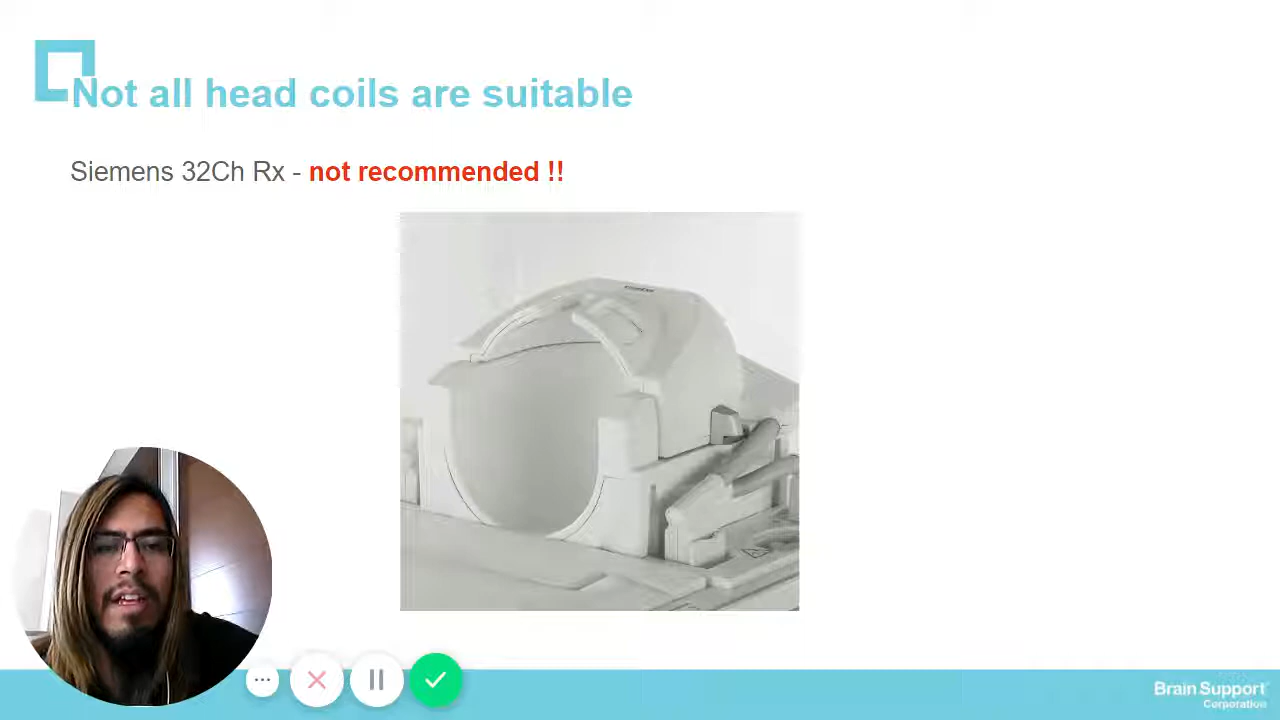 Not all head coils are suitable
Siemens 32Ch Rx - not recommended !!
Brain Support
Corporation